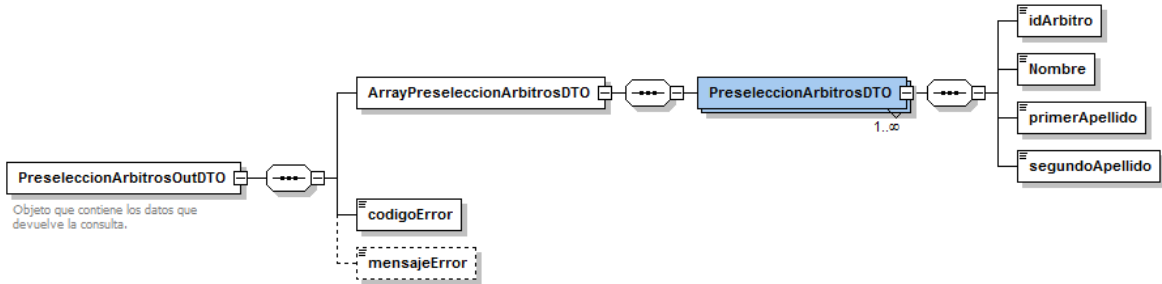 idArbitro
Nombre
ArrayPreseleccionArbitrosDTO
PreseleccionArbitrosDTO
1..∞
primerApellido
segundoApellido
PreseleccionArbitrosOutDTO
Objeto que contiene los datos que
devuelve la consulta.
codigoError
mensajeError